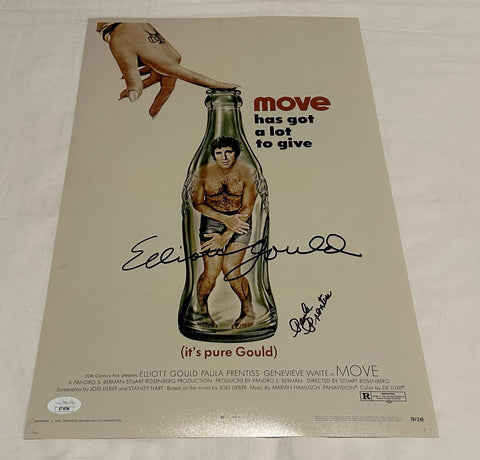 move
has got
a lot
to give
Elliott Gould
Paula
Prentiss
(it's pure Gould)
20th Century-Fox presents ELLIOTT GOULD PAULA PRENTISS GENEVIEVE WAITE in MOVE
A PANDRO S. BERMAN-STUART ROSENBERG PRODUCTION PRODUCED BY PANDRO S. BERMAN DIRECTED BY STUART ROSENBERG
Screenplay by JOEL LIEBER and STANLEY HART Based on the novel by JOEL LIEBER Music by MARVIN HAMLISCH PANAVISION® Color by DE LUXE®
R
70/246